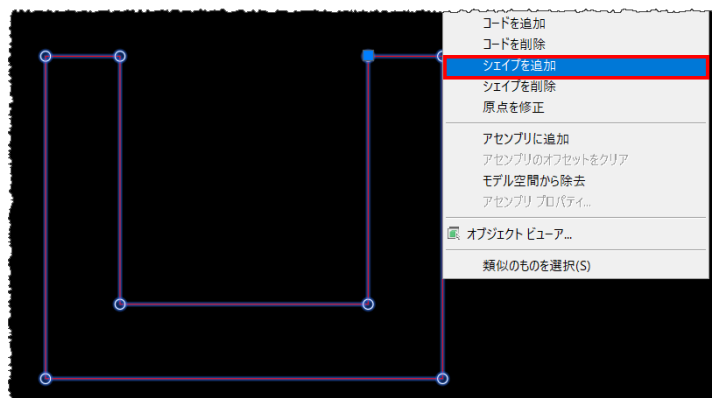 コードを追加
コードを削除
シェイプを追加
シェイプを削除
原点を修正
アセンブリに追加
アセンブリのオフセットをクリア
モデル空間から除去
アセンブリ プロパティ...
オブジェクト ビューア...
類似のものを選択(S)